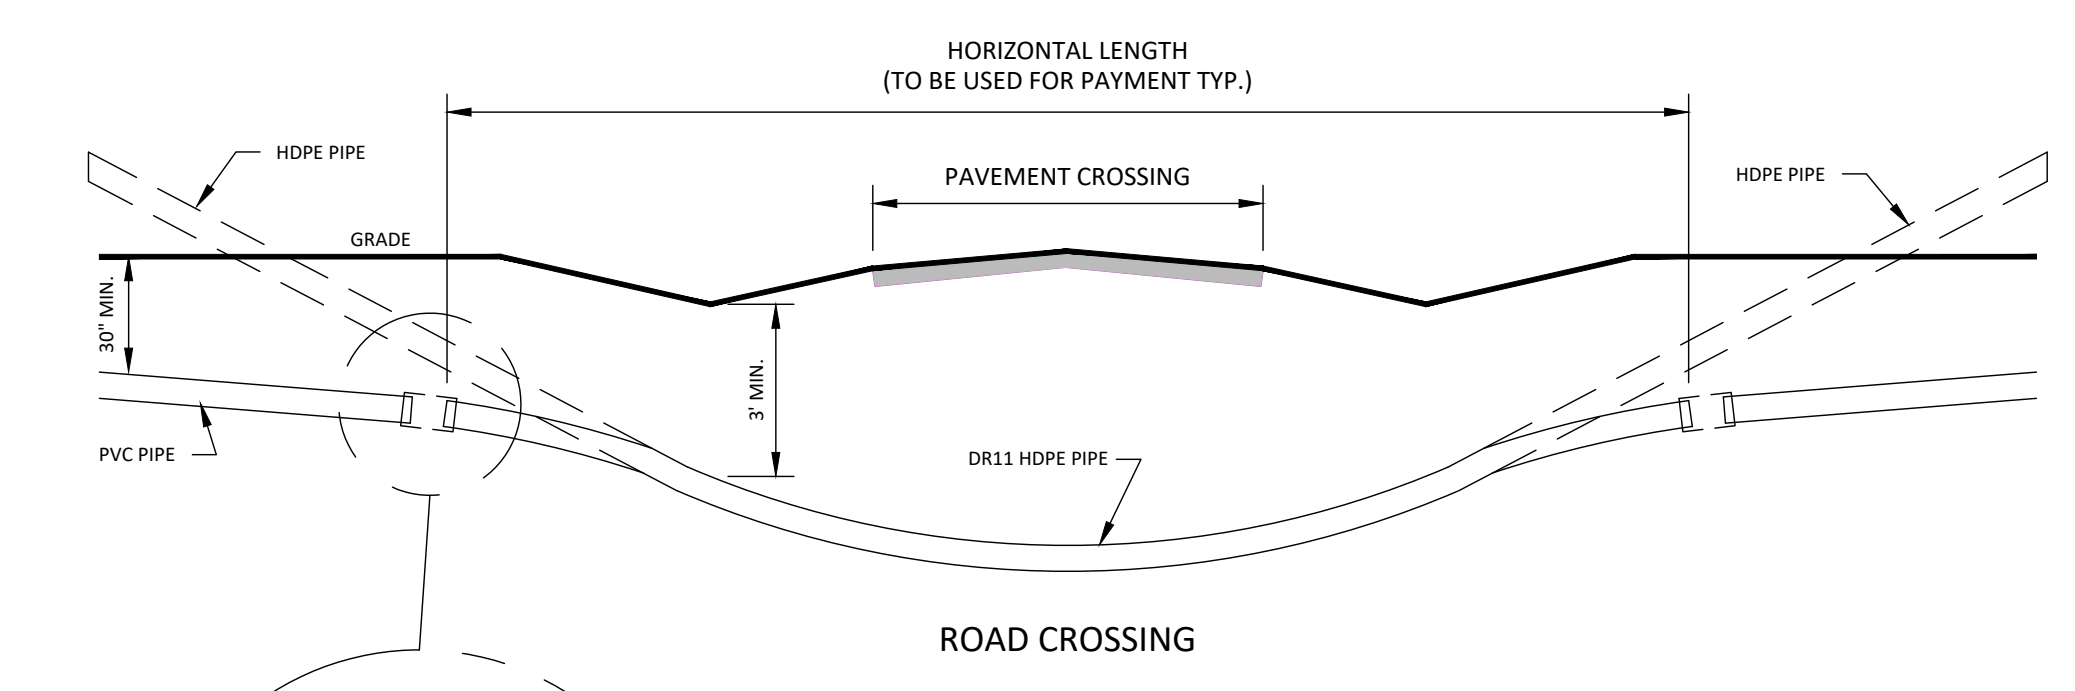 HORIZONTAL LENGTH
(TO BE USED FOR PAYMENT TYP.)
HDPE PIPE
PAVEMENT CROSSING
HDPE PIPE
GRADE
30" MIN.
3' MIN.
PVC PIPE
DR11 HDPE PIPE
ROAD CROSSING